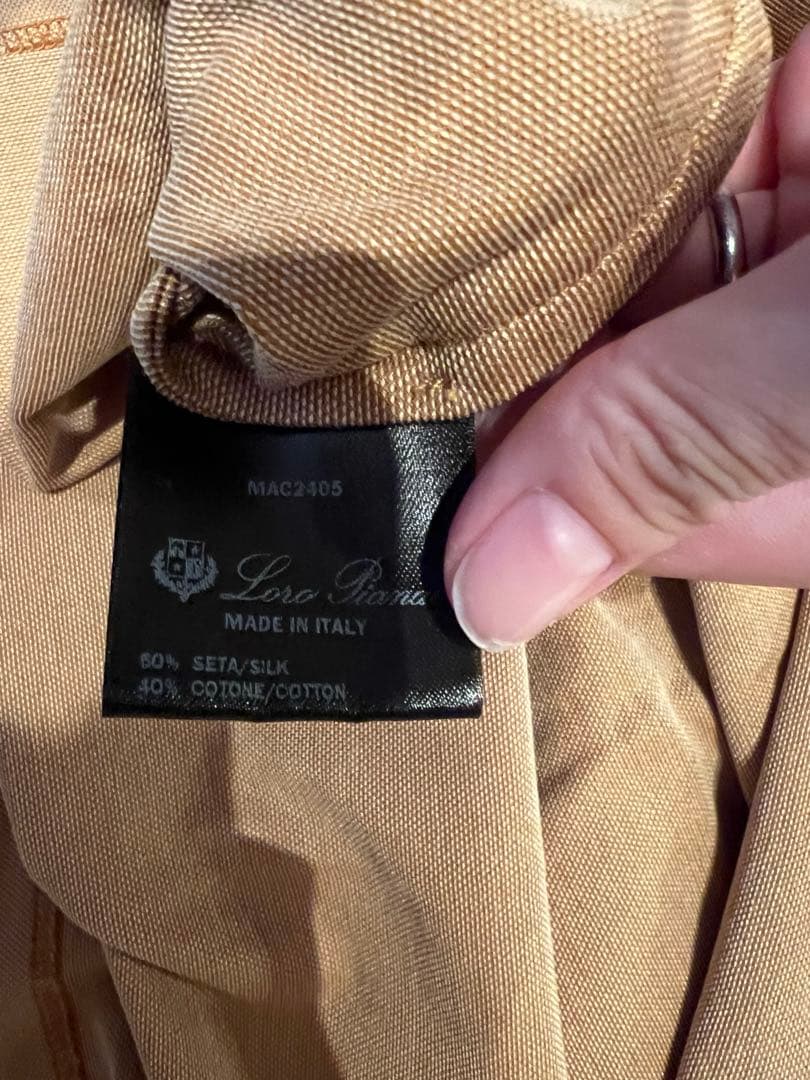 MAC2405
Loro Piana
MADE IN ITALY
60% SETA/SILK
40% COTONE/COTTON